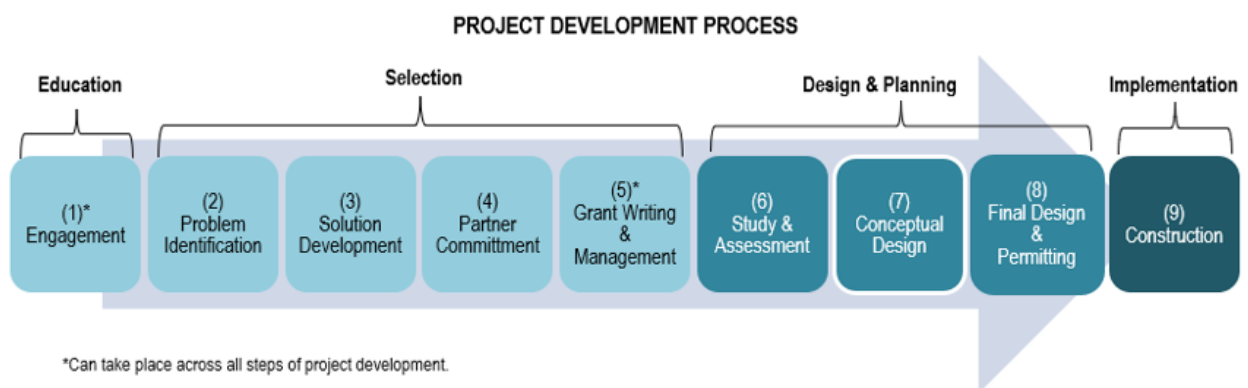 PROJECT DEVELOPMENT PROCESS
Education
Selection
Design & Planning
Implementation
(1)*
Engagement
(2)
Problem
Identification
(3)
Solution
Development
(4)
Partner
Committment
(5)*
Grant Writing
&
Management
(6)
Study &
Assessment
(7)
Conceptual
Design
(8)
Final Design
&
Permitting
(9)
Construction
*Can take place across all steps of project development.